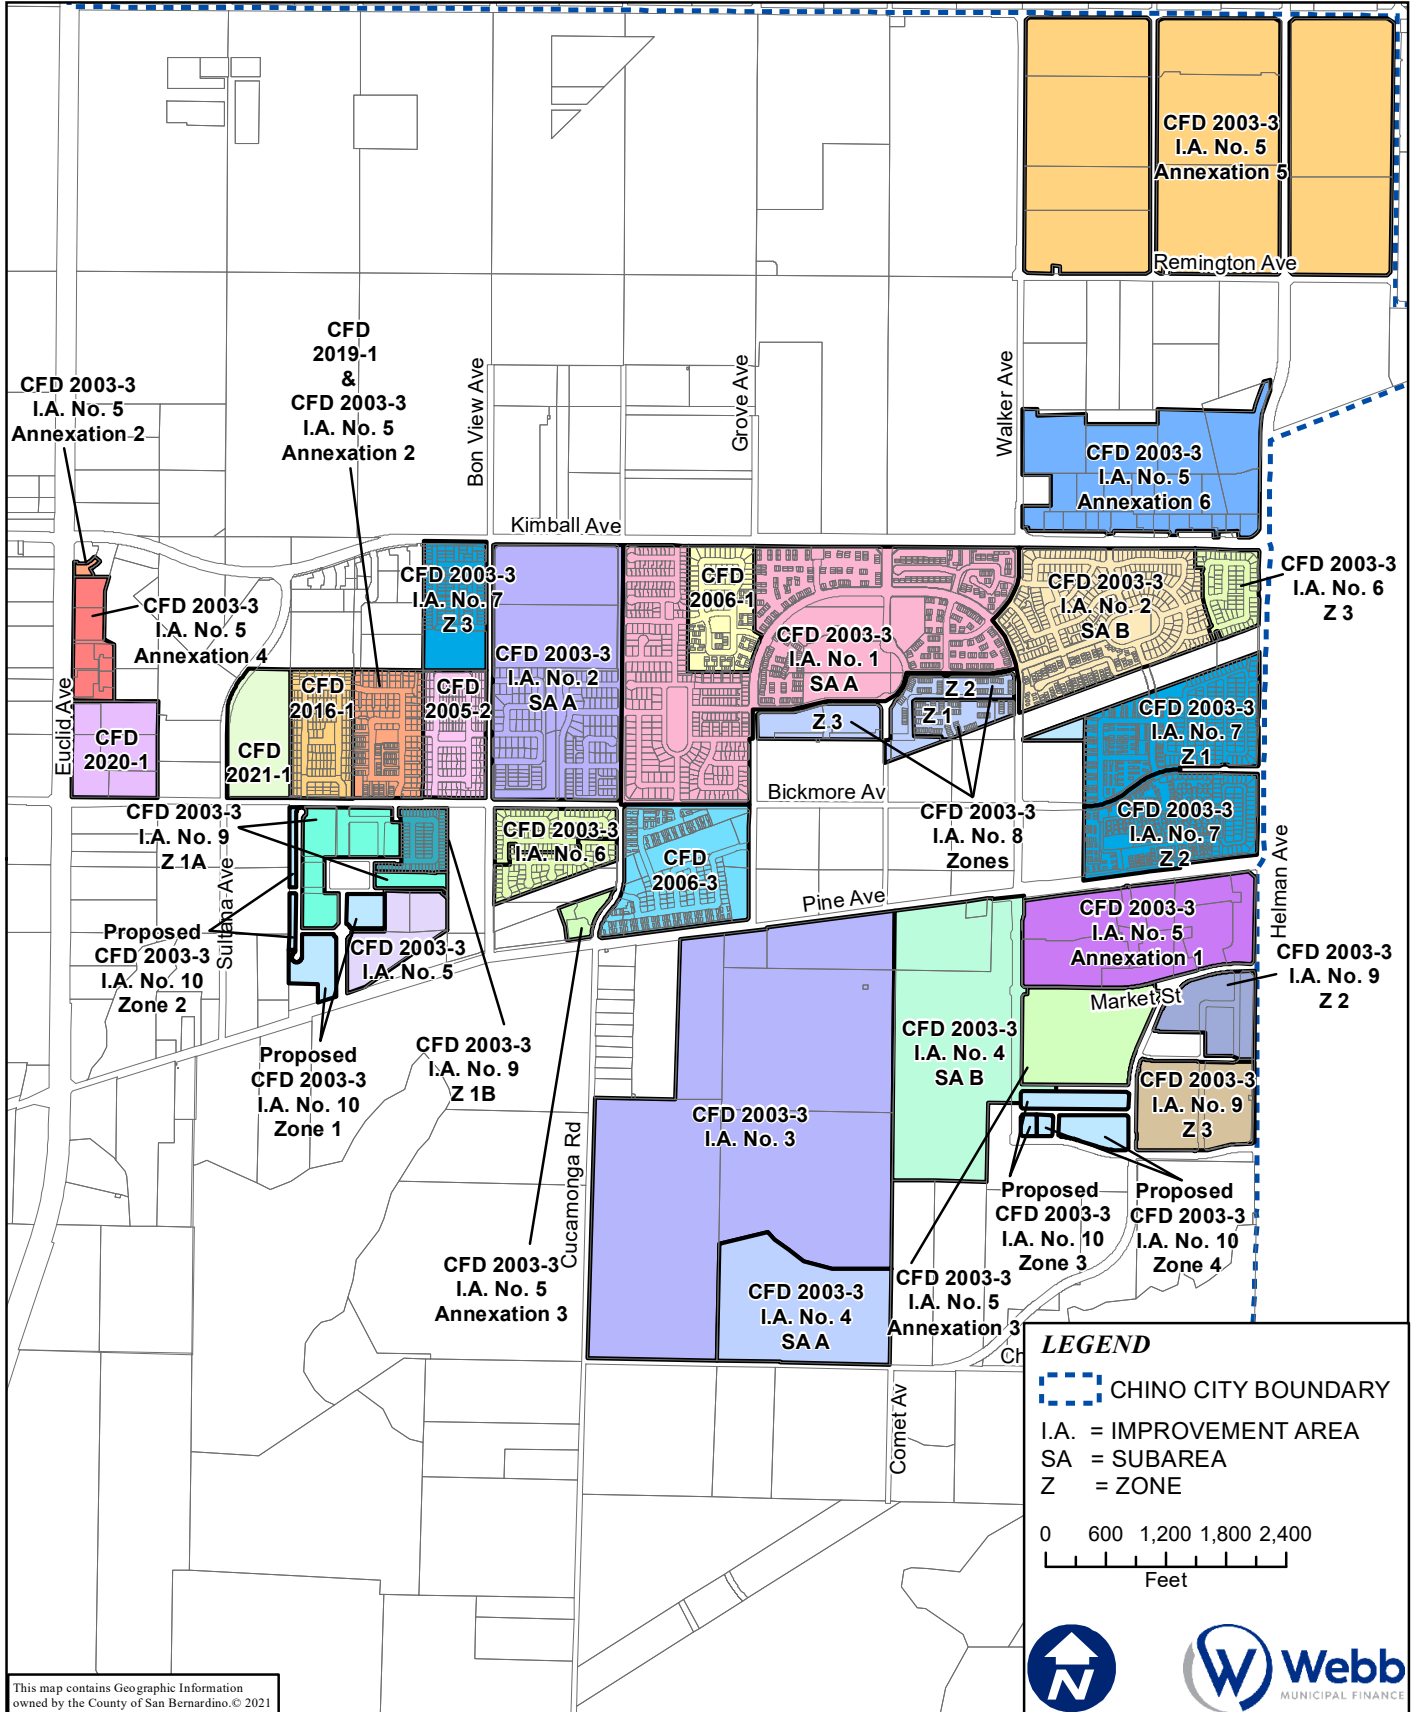 CFD 2003-3
I.A. No. 5
Annexation 5
Remington Ave
CFD
2019-1
&
CFD 2003-3
I.A. No. 5
Annexation 2
CFD 2003-3
I.A. No. 5
Annexation 2
Bon View Ave
Grove Ave
Walker Ave
CFD 2003-3
I.A. No. 5
Annexation 6
Kimball Ave
CFD 2003-3
I.A. No. 7
Z 3
CFD
2006-1
CFD 2003-3
I.A. No. 2
SA B
CFD 2003-3
I.A. No. 6
Z 3
CFD 2003-3
I.A. No. 5
Annexation 4
CFD 2003-3
I.A. No. 2
SA A
CFD 2003-3
I.A. No. 1
SA A
Euclid Ave
CFD
2016-1
CFD
2005-2
Z 2
Z 1
Z 3
CFD 2003-3
I.A. No. 7
Z 1
CFD
2020-1
CFD
2021-1
Bickmore Av
CFD 2003-3
I.A. No. 9
Z 1A
CFD 2003-3
I.A. No. 6
CFD
2006-3
CFD 2003-3
I.A. No. 8
Zones
CFD 2003-3
I.A. No. 7
Z 2
Helman Ave
Sultana Ave
Pine Ave
Proposed
CFD 2003-3
I.A. No. 10
Zone 2
CFD 2003-3
I.A. No. 5
CFD 2003-3
I.A. No. 5
Annexation 1
CFD 2003-3
I.A. No. 9
Z 2
Market St
Proposed
CFD 2003-3
I.A. No. 10
Zone 1
CFD 2003-3
I.A. No. 9
Z 1B
CFD 2003-3
I.A. No. 4
SA B
CFD 2003-3
I.A. No. 9
Z 3
CFD 2003-3
I.A. No. 3
Cucamonga Rd
Proposed
CFD 2003-3
I.A. No. 10
Zone 3
Proposed
CFD 2003-3
I.A. No. 10
Zone 4
CFD 2003-3
I.A. No. 5
Annexation 3
CFD 2003-3
I.A. No. 4
SA A
CFD 2003-3
I.A. No. 5
Annexation 3
Ch
Comet Av
LEGEND
CHINO CITY BOUNDARY
I.A. = IMPROVEMENT AREA
SA = SUBAREA
Z = ZONE
0 600 1,200 1,800 2,400
Feet
N
W Webb
MUNICIPAL FINANCE
This map contains Geographic Information
owned by the County of San Bernardino.© 2021